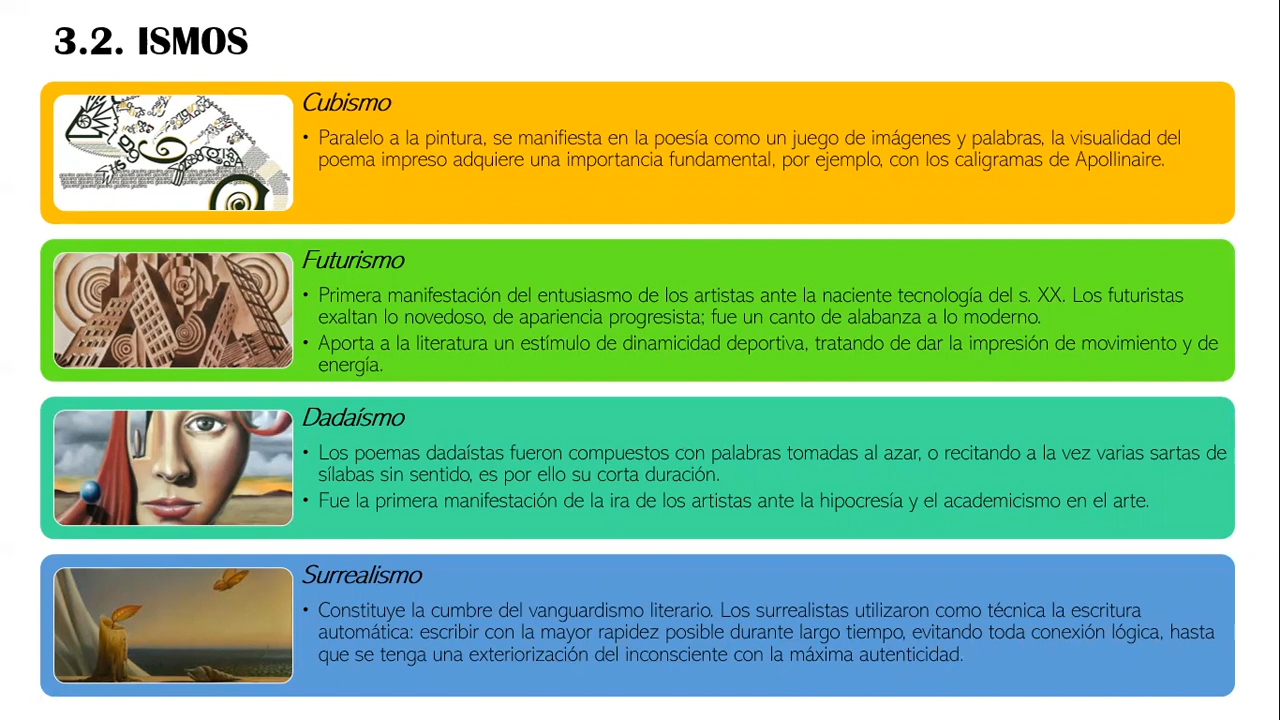 3.2. ISMOS
Cubismo
• Paralelo a la pintura, se manifiesta en la poesía como un juego de imágenes y palabras, la visualidad del
poema impreso adquiere una importancia fundamental, por ejemplo, con los caligramas de Apollinaire.
Futurismo
• Primera manifestación del entusiasmo de los artistas ante la naciente tecnología del s. XX. Los futuristas
exaltan lo novedoso, de apariencia progresista; fue un canto de alabanza a lo moderno.
• Aporta a la literatura un estímulo de dinamicidad deportiva, tratando de dar la impresión de movimiento y de
energía.
Dadaísmo
• Los poemas dadaístas fueron compuestos con palabras tomadas al azar, o recitando a la vez varias sartas de
sílabas sin sentido, es por ello su corta duración.
• Fue la primera manifestación de la ira de los artistas ante la hipocresía y el academicismo en el arte.
Surrealismo
• Constituye la cumbre del vanguardismo literario. Los surrealistas utilizaron como técnica la escritura
automática: escribir con la mayor rapidez posible durante largo tiempo, evitando toda conexión lógica, hasta
que se tenga una exteriorización del inconsciente con la máxima autenticidad.